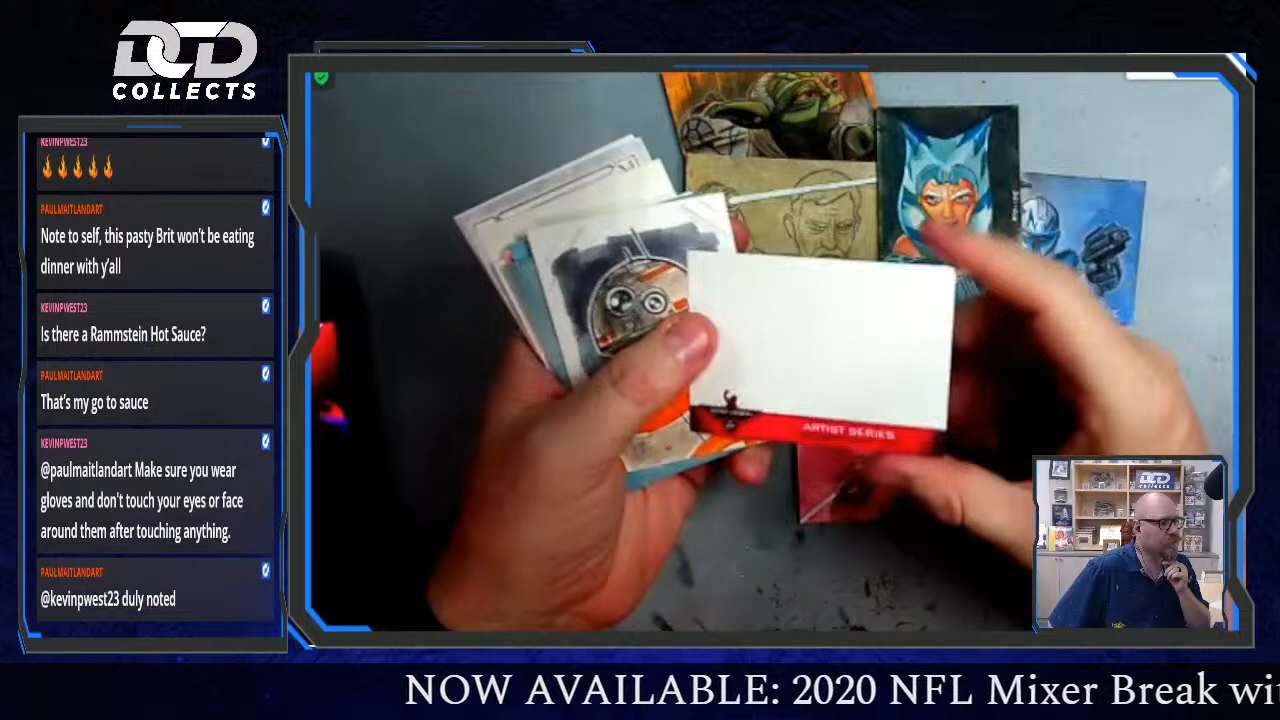 DCD
COLLECTS
KEVINPWEST23
PAULMAITLANDART
Note to self, this pasty Brit won't be eating
dinner with y'all
KEVINPWEST23
Is there a Rammstein Hot Sauce?
PAULMAITLANDART
That's my go to sauce
KEVINPWEST23
@paulmaitlandart Make sure you wear
gloves and don't touch your eyes or face
around them after touching anything.
PAULMAITLANDART
@kevinpwest23 duly noted
ARTIST SERIES
DCD
COLLECTS
NOW AVAILABLE: 2020 NFL Mixer Break wit